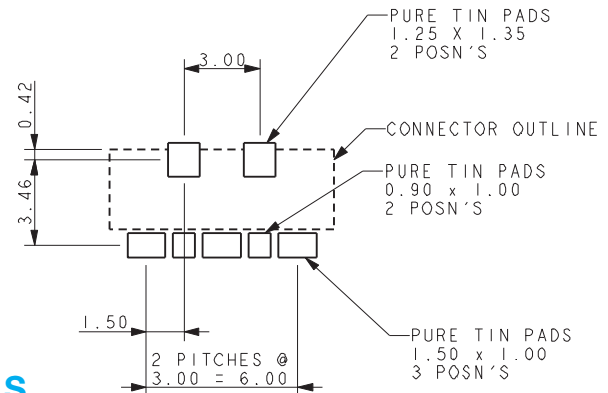 PURE TIN PADS
1.25 X 1.35
2 POSN'S
3.00
0.42
CONNECTOR OUTLINE
PURE TIN PADS
0.90 x 1.00
2 POSN'S
3.46
1.50
PURE TIN PADS
1.50 x 1.00
3 POSN'S
2 PITCHES @
3.00 = 6.00
S